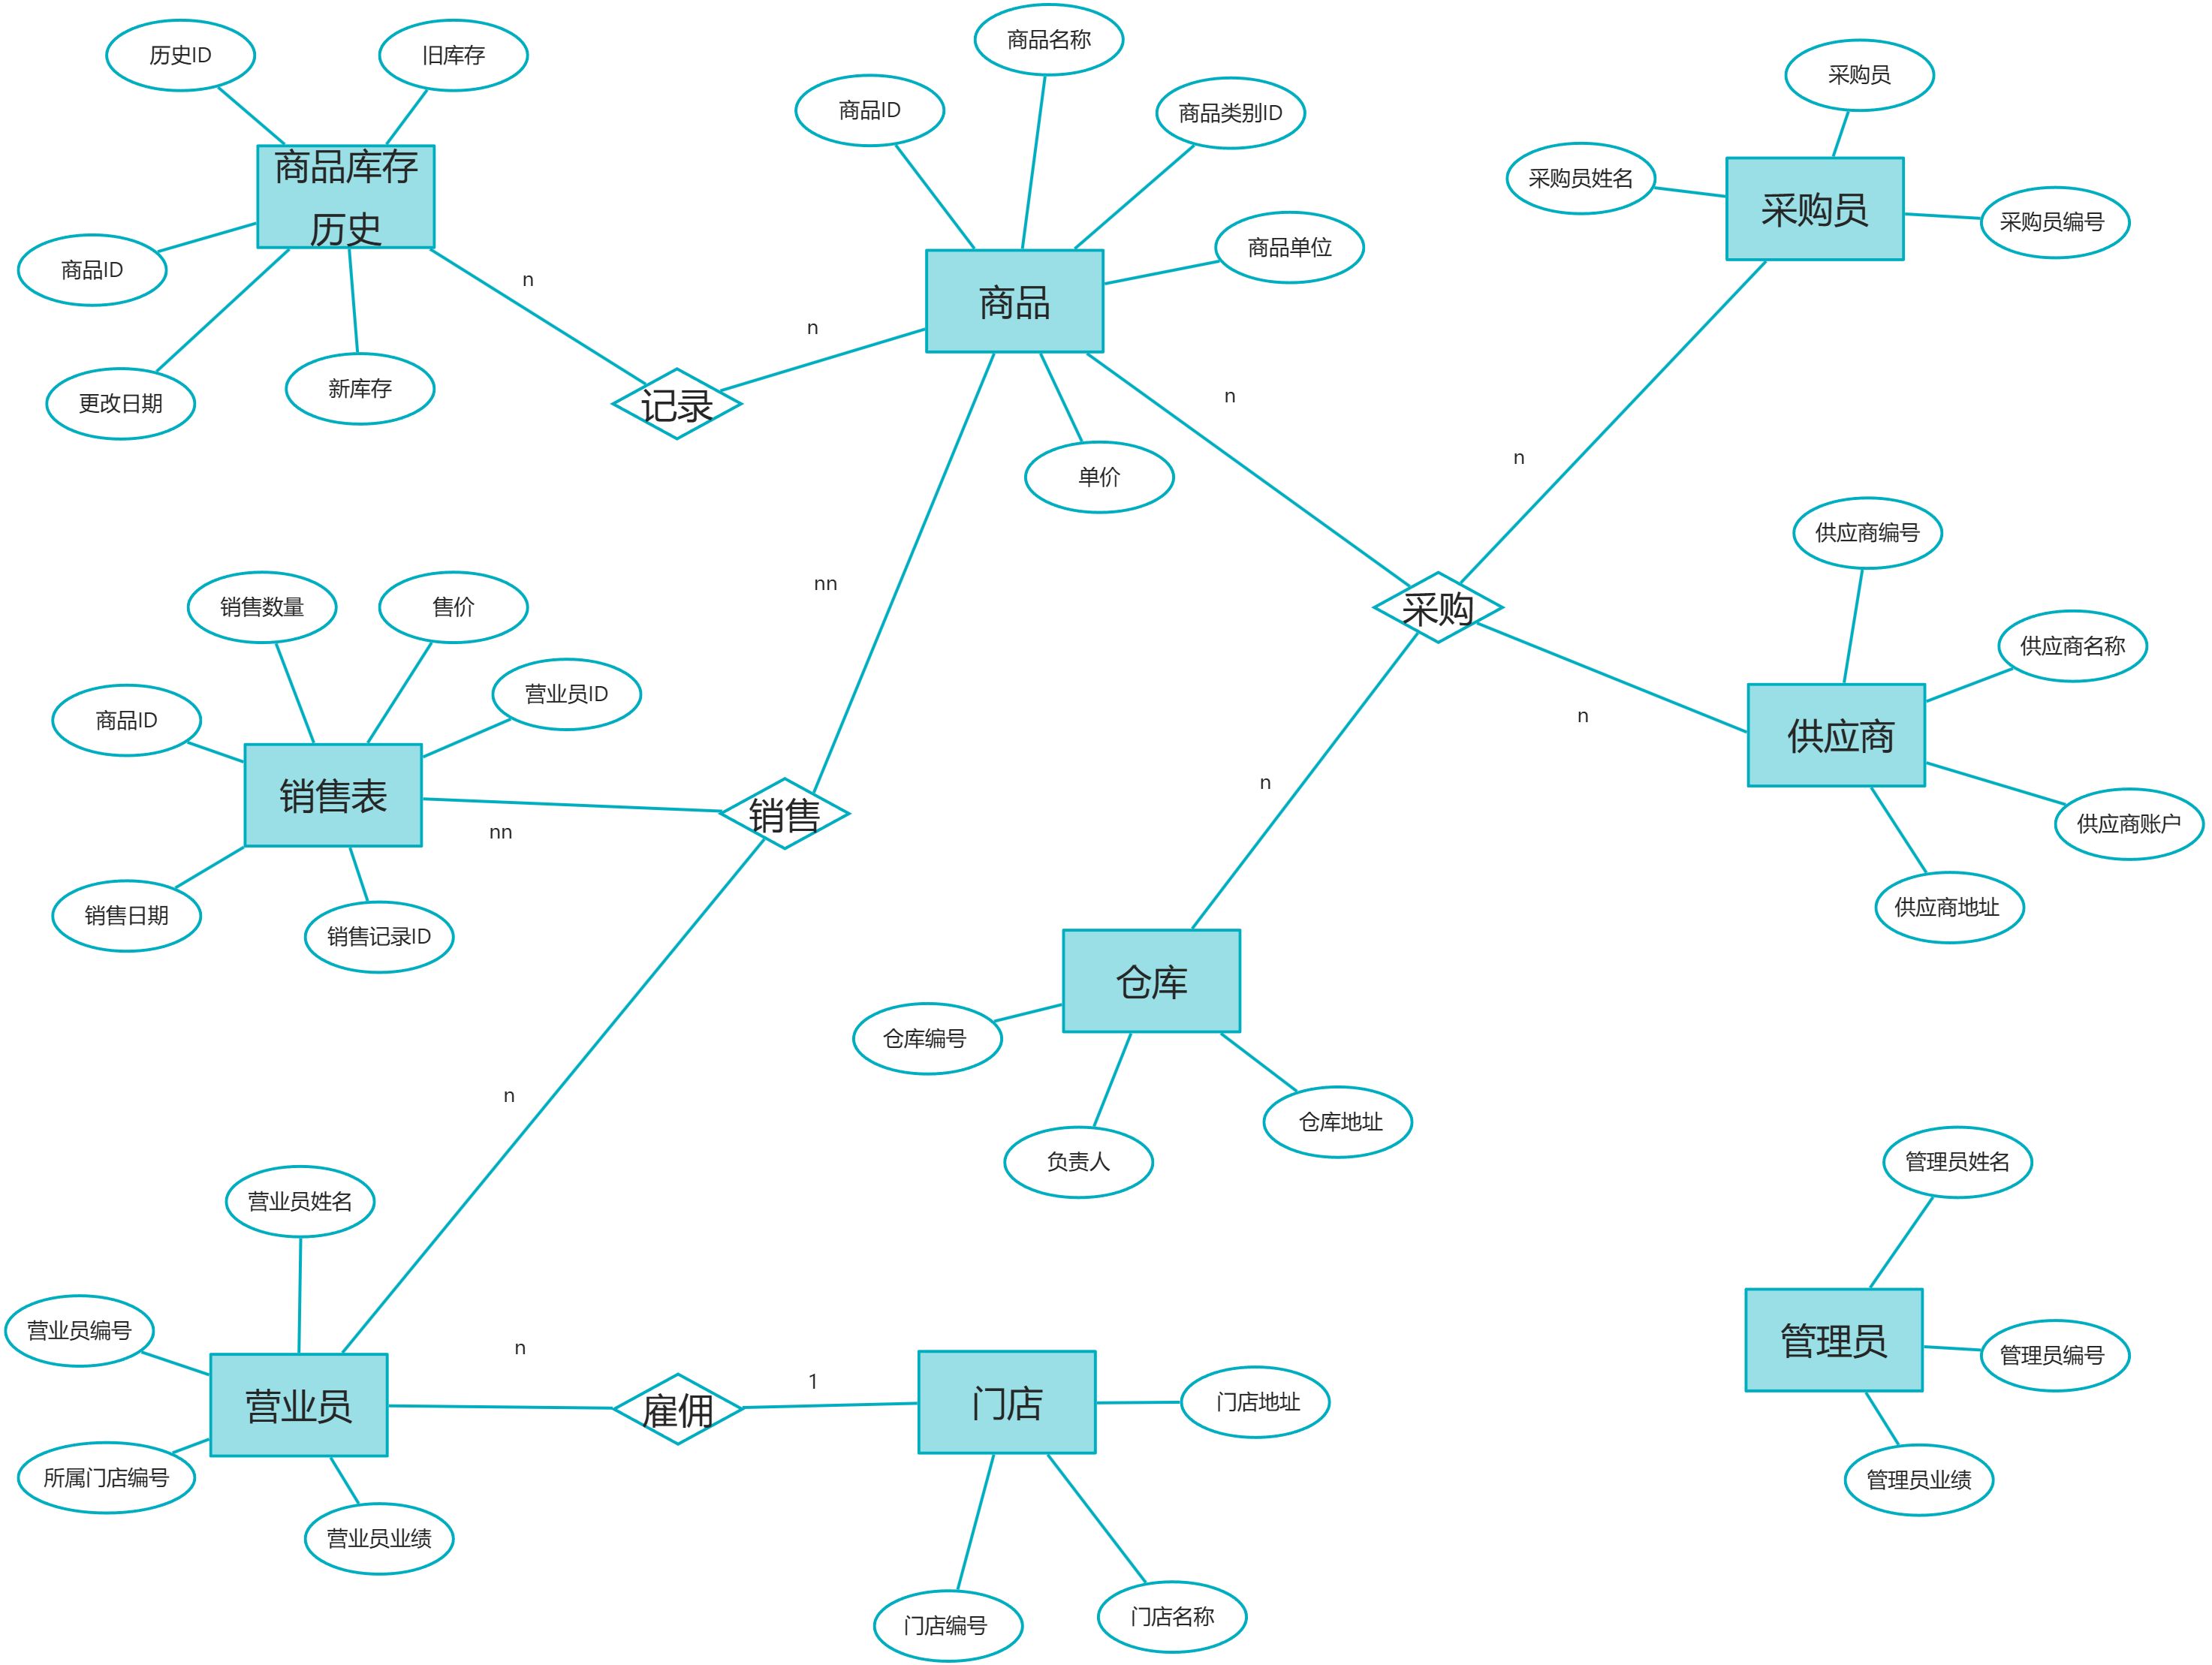 商品名称
历史ID
旧库存
采购员
商品ID
商品类别ID
商品库存
历史
采购员姓名
采购员
采购员编号
商品单位
商品ID
n
商品
n
新库存
更改日期
记录
n
单价
n
供应商编号
nn
销售数量
售价
采购
供应商名称
营业员ID
商品ID
n
供应商
n
销售表
销售
nn
供应商账户
供应商地址
销售日期
销售记录ID
仓库
仓库编号
n
仓库地址
负责人
管理员姓名
营业员姓名
营业员编号
n
管理员
管理员编号
1
营业员
雇佣
门店
门店地址
所属门店编号
管理员业绩
营业员业绩
门店编号
门店名称